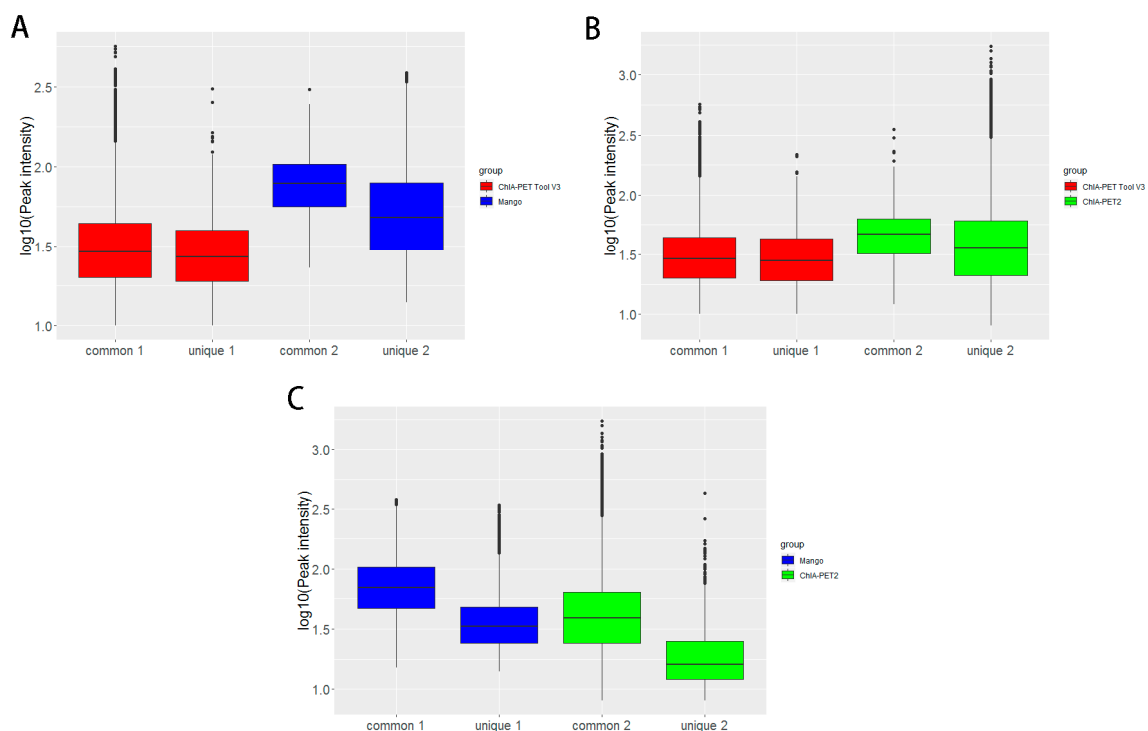 A
log10(Peak intensity)
2.5
2.0
1.5
1.0
common 1 unique 1 common 2 unique 2
group
ChIA-PET Tool V3
Mango
B
log10(Peak intensity)
3.0
2.5
2.0
1.5
1.0
common 1 unique 1 common 2 unique 2
group
ChIA-PET Tool V3
ChIA-PET2
C
log10(Peak intensity)
3.0
2.5
2.0
1.5
1.0
common 1 unique 1 common 2 unique 2
group
Mango
ChIA-PET2